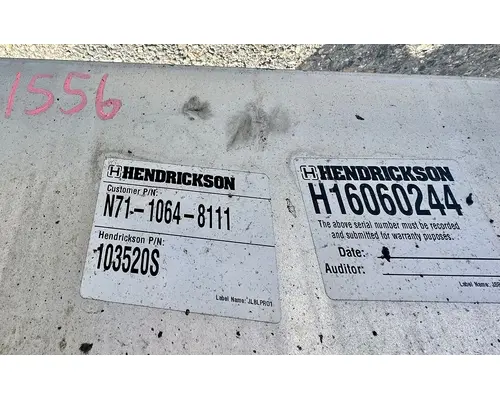 1556
HENDRICKSON
Customer P/N:
N71-1064-8111
Hendrickson P/N:
103520S
Label Name: JLBLPR01
HENDRICKSON
H16060244
The above serial number must be recorded
and submitted for warranty purposes.
Date:
Auditor:
Label Name: